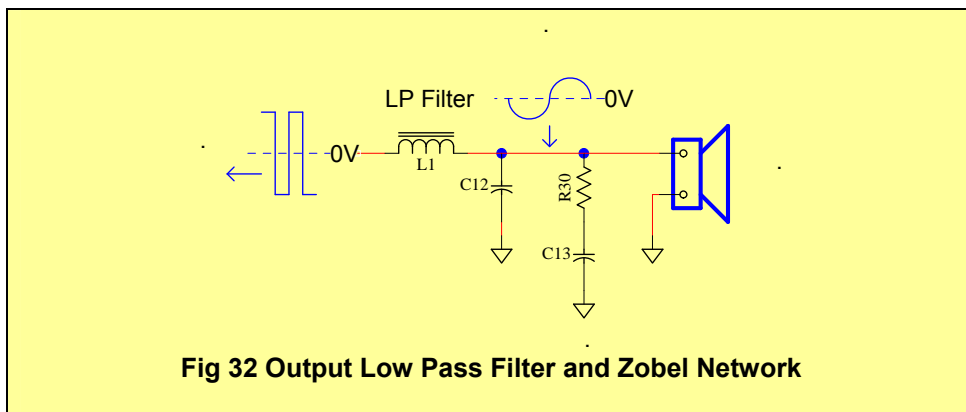 LP Filter
0V
0V
L1
C12
R30
C13
Fig 32 Output Low Pass Filter and Zobel Network